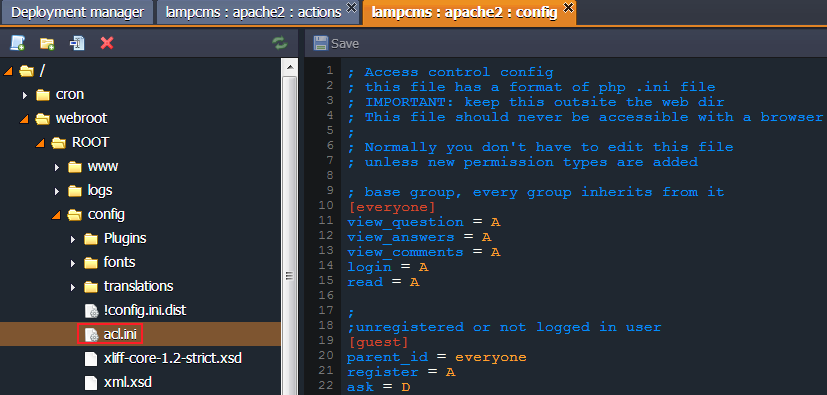 Deployment manager
lampcms : apache2 : actions
lampcms : apache2 : config
Save
/
cron
webroot
ROOT
www
logs
config
Plugins
fonts
translations
!config.ini.dist
acl.ini
xliff-core-1.2-strict.xsd
xml.xsd
1 ; Access control config
2 ; this file has a format of php .ini file
3 ; IMPORTANT: keep this outsite the web dir
4 ; This file should never be accessible with a browser
5 ;
6 ; Normally you don't have to edit this file
7 ; unless new permission types are added
8
9 ; base group, every group inherits from it
10 [everyone]
11 view_question = A
12 view_answers = A
13 view_comments = A
14 login = A
15 read = A
16
17 ;
18 ;unregistered or not logged in user
19 [guest]
20 parent_id = everyone
21 register = A
22 ask = D